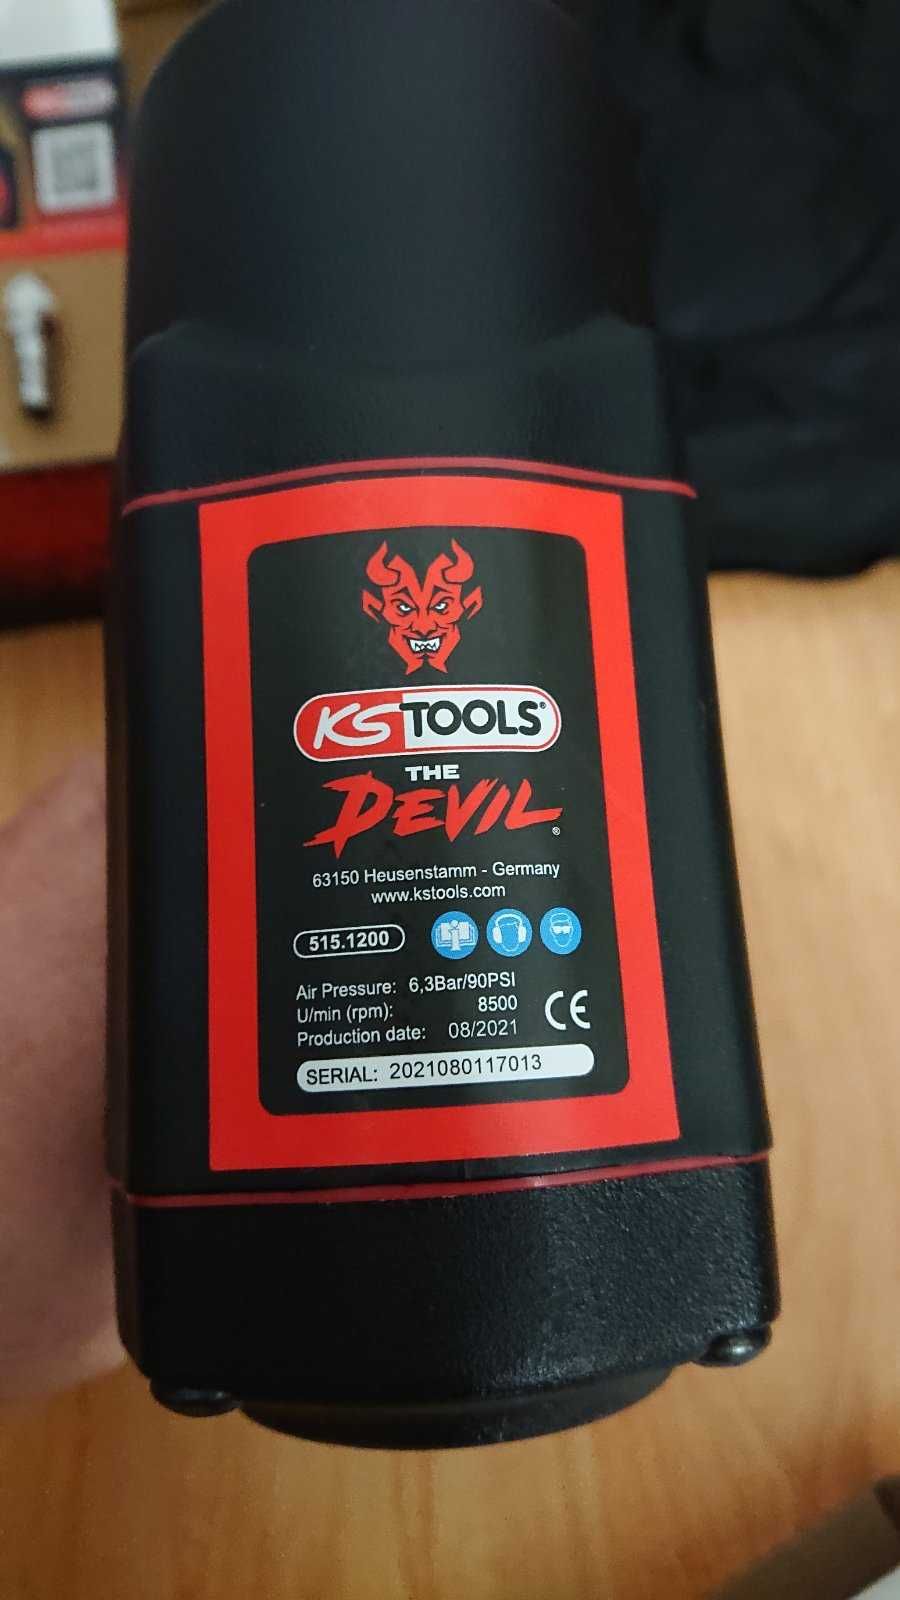 KS TOOLS®
THE
DEVIL®
63150 Heusenstamm - Germany
www.kstools.com
515.1200
Air Pressure: 6,3Bar/90PSI
U/min (rpm): 8500
Production date: 08/2021
CE
SERIAL: 2021080117013